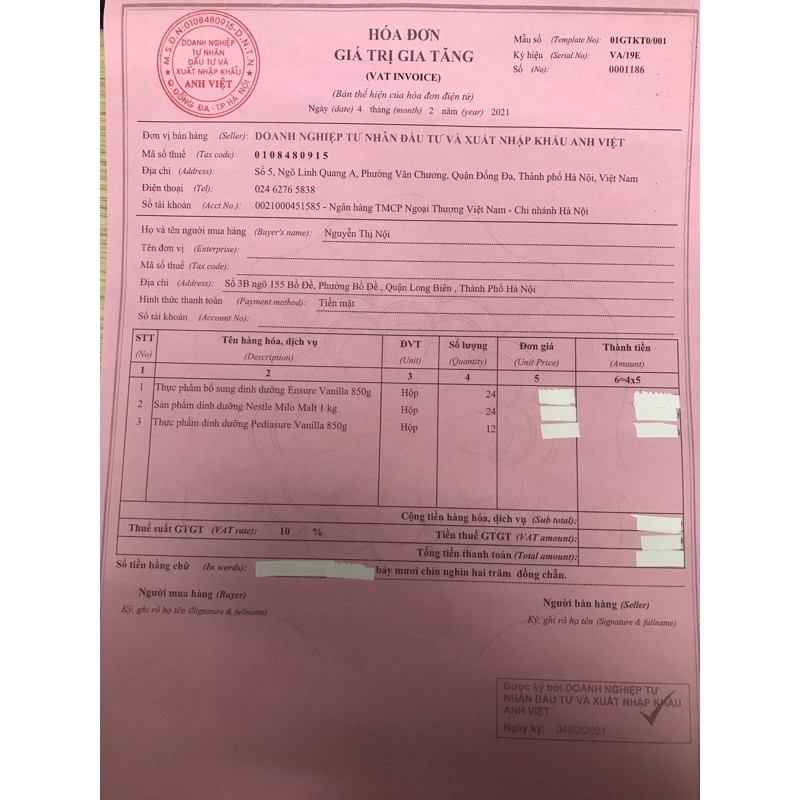 M.S.D.N:0108480915-D.N.T.N
DOANH NGHIỆP
TƯ NHÂN
ĐẦU TƯ VÀ
XUẤT NHẬP KHẨU
ANH VIỆT
Q. ĐỐNG ĐA - T.P HÀ NỘI
HÓA ĐƠN
GIÁ TRỊ GIA TĂNG
(VAT INVOICE)
(Bản thể hiện của hóa đơn điện tử)
Ngày (date) 4 tháng (month) 2 năm (year) 2021
Mẫu số (Template No): 01GTKT0/001
Ký hiệu (Serial No): VA/19E
Số (No): 0001186
Đơn vị bán hàng (Seller): DOANH NGHIỆP TƯ NHÂN ĐẦU TƯ VÀ XUẤT NHẬP KHẨU ANH VIỆT
Mã số thuế (Tax code): 0108480915
Địa chỉ (Address): Số 5, Ngõ Linh Quang A, Phường Văn Chương, Quận Đống Đa, Thành phố Hà Nội, Việt Nam
Điện thoại (Tel): 024 6276 5838
Số tài khoản (Acct No): 0021000451585 - Ngân hàng TMCP Ngoại Thương Việt Nam - Chi nhánh Hà Nội
Họ và tên người mua hàng (Buyer's name): Nguyễn Thị Nội
Tên đơn vị (Enterprise):
Mã số thuế (Tax code):
Địa chỉ (Address): Số 3B ngõ 155 Bồ Đề, Phường Bồ Đề , Quận Long Biên , Thành Phố Hà Nội
Hình thức thanh toán (Payment method): Tiền mặt
Số tài khoản (Account No):
STT Tên hàng hóa, dịch vụ ĐVT Số lượng Đơn giá Thành tiền
(No) (Description) (Unit) (Quantity) (Unit Price) (Amount)
1 2 3 4 5 6=4x5
1 Thực phẩm bổ sung dinh dưỡng Ensure Vanilla 850g Hộp 24
2 Sản phẩm dinh dưỡng Nestle Milo Malt 1 kg Hộp 24
3 Thực phẩm dinh dưỡng Pediasure Vanilla 850g Hộp 12
Cộng tiền hàng hóa, dịch vụ (Sub total):
Thuế suất GTGT (VAT rate): 10 % Tiền thuế GTGT (VAT amount):
Tổng tiền thanh toán (Total amount):
Số tiền bằng chữ (In words): bảy mươi chín nghìn hai trăm đồng chẵn.
Người mua hàng (Buyer) Người bán hàng (Seller)
Ký, ghi rõ họ tên (Signature & fullname) Ký, ghi rõ họ tên (Signature & fullname)
Được ký bởi DOANH NGHIỆP TƯ
NHÂN ĐẦU TƯ VÀ XUẤT NHẬP KHẨU
ANH VIỆT
Ngày ký: 04/02/2021